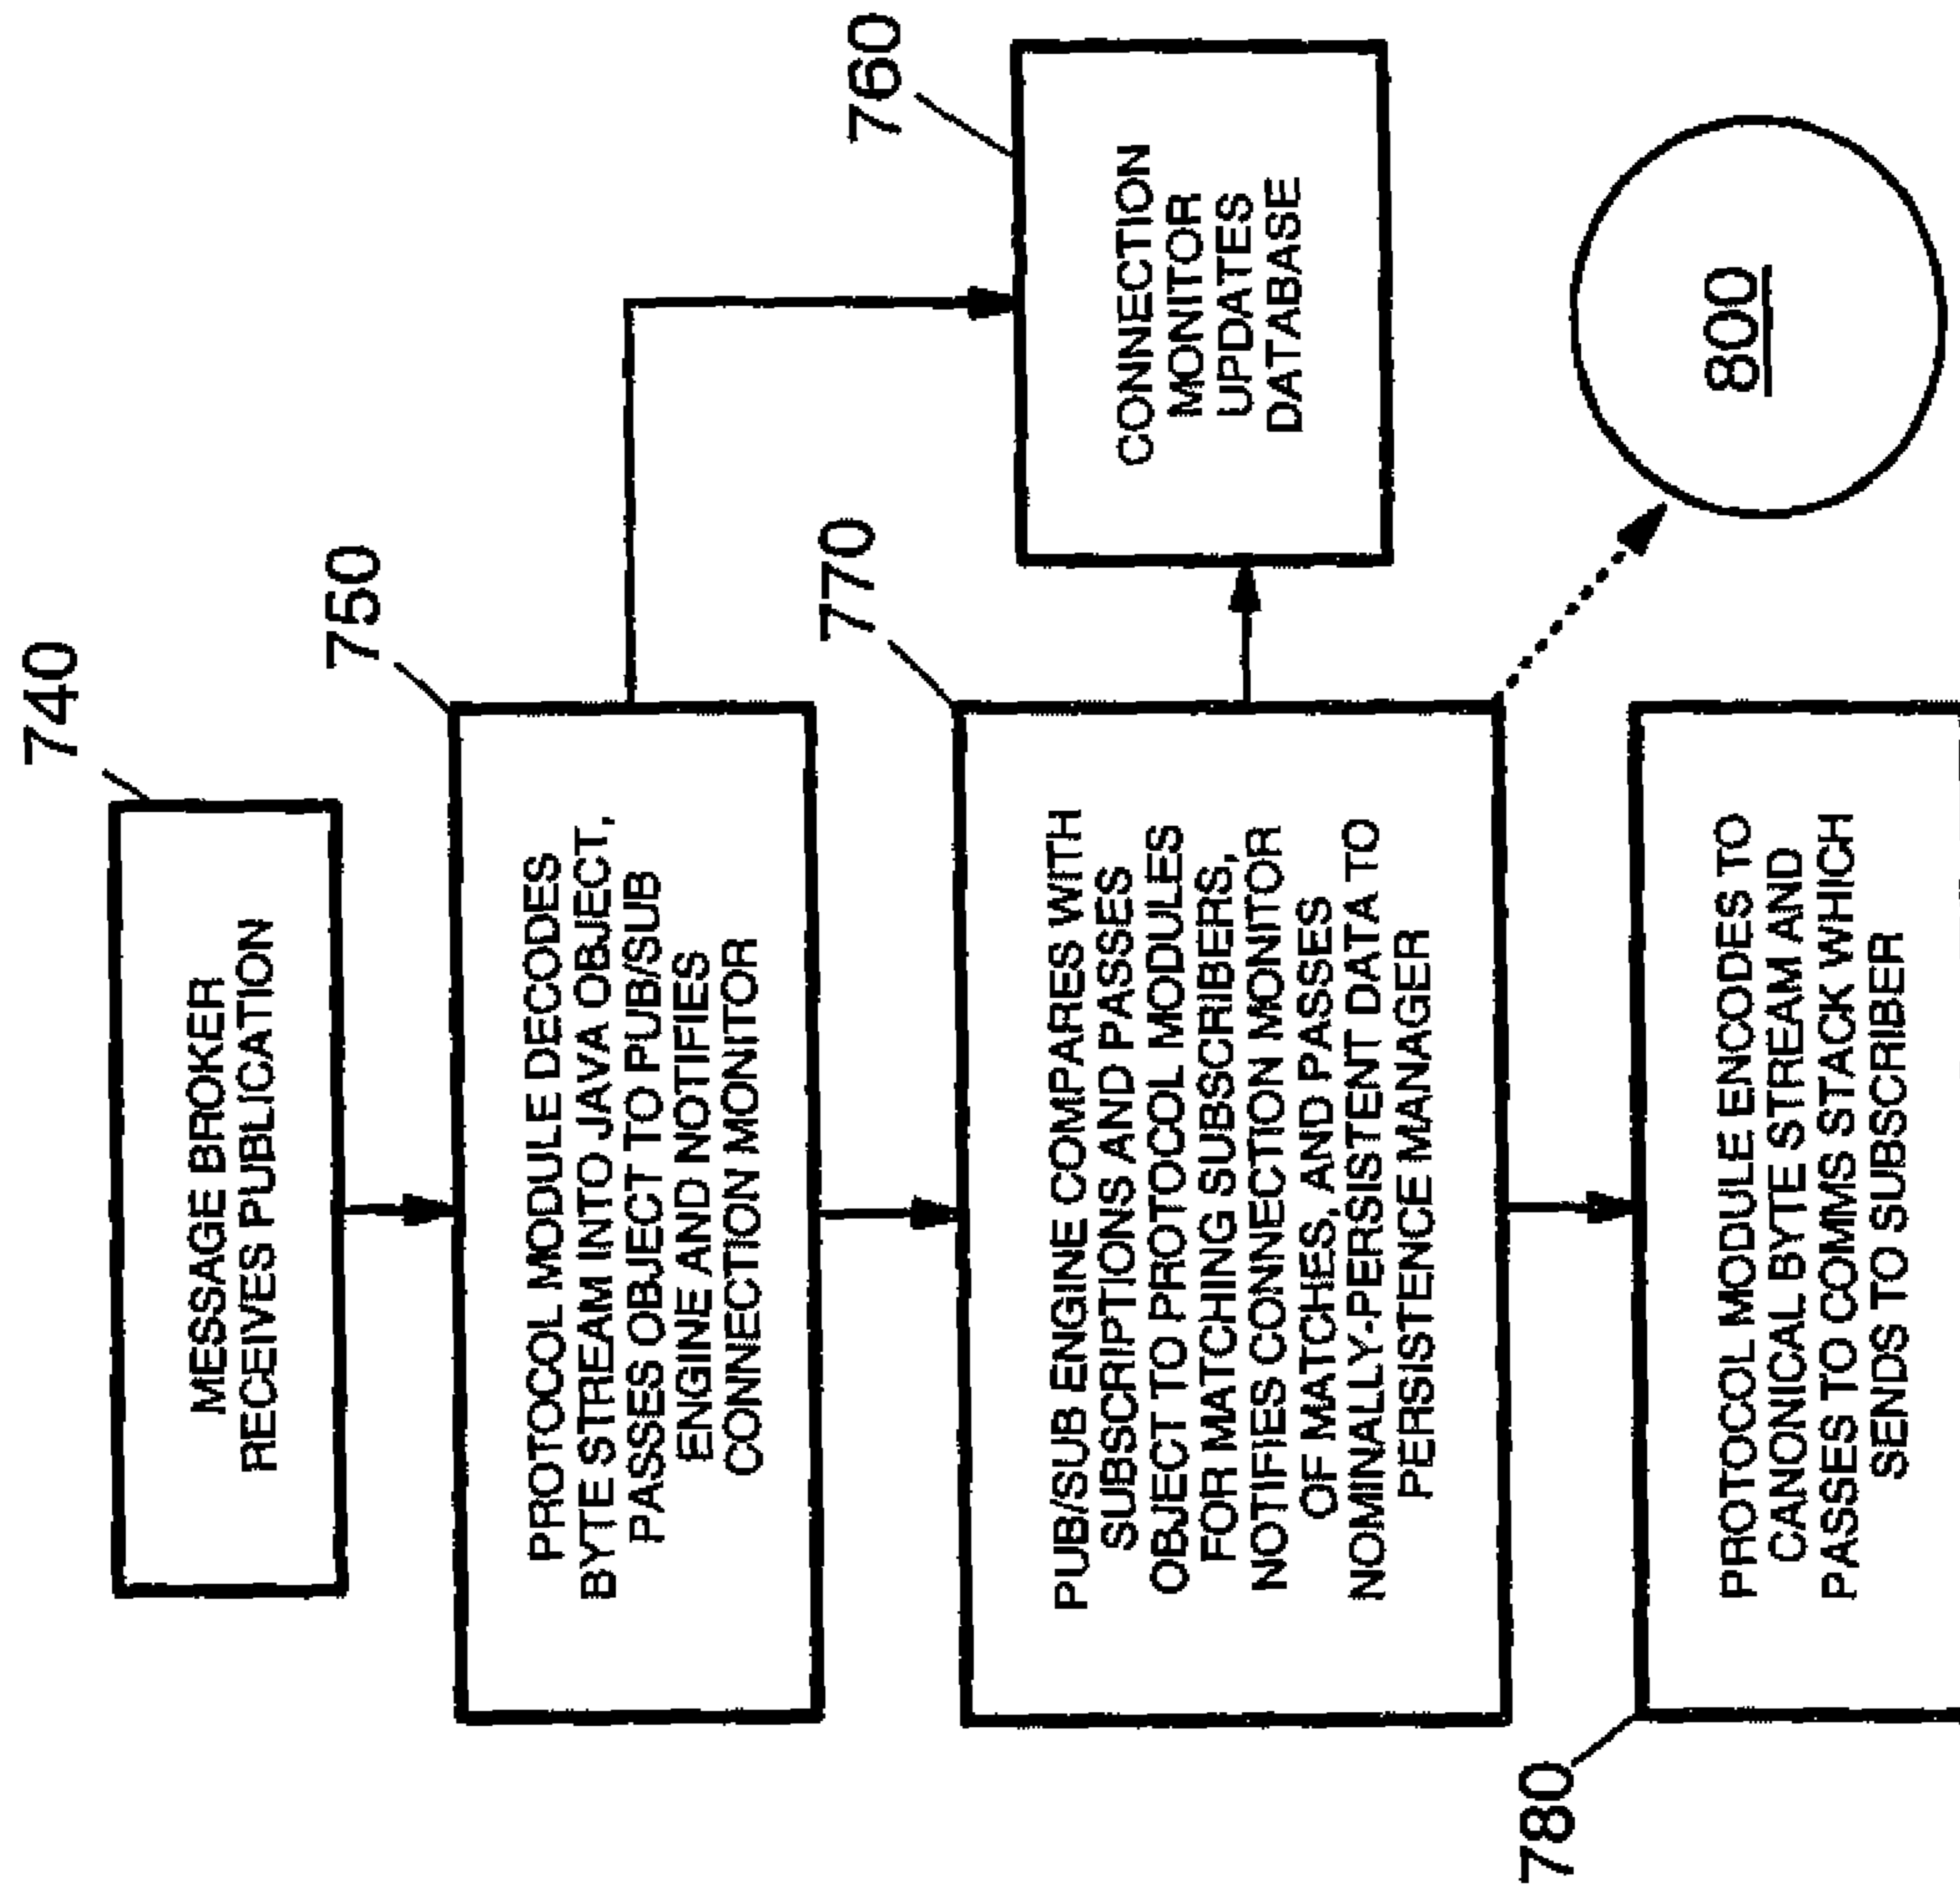 740
MESSAGE BROKER
RECEIVES PUBLICATION
750
PROTOCOL MODULE DECODES
BYTE STREAM INTO JAVA OBJECT,
PASSES OBJECT TO PUB/SUB
ENGINE AND NOTIFIES
CONNECTION MONITOR
760
CONNECTION
MONITOR
UPDATES
DATABASE
770
PUB/SUB ENGINE COMPARES WITH
SUBSCRIPTIONS AND PASSES
OBJECT TO PROTOCOL MODULES
FOR MATCHING SUBSCRIBERS,
NOTIFIES CONNECTION MONITOR
OF MATCHES, AND PASSES
NOMINALLY-PERSISTENT DATA TO
PERSISTENCE MANAGER
800
780
PROTOCOL MODULE ENCODES TO
CANONICAL BYTE STREAM AND
PASSES TO COMMS STACK WHICH
SENDS TO SUBSCRIBER